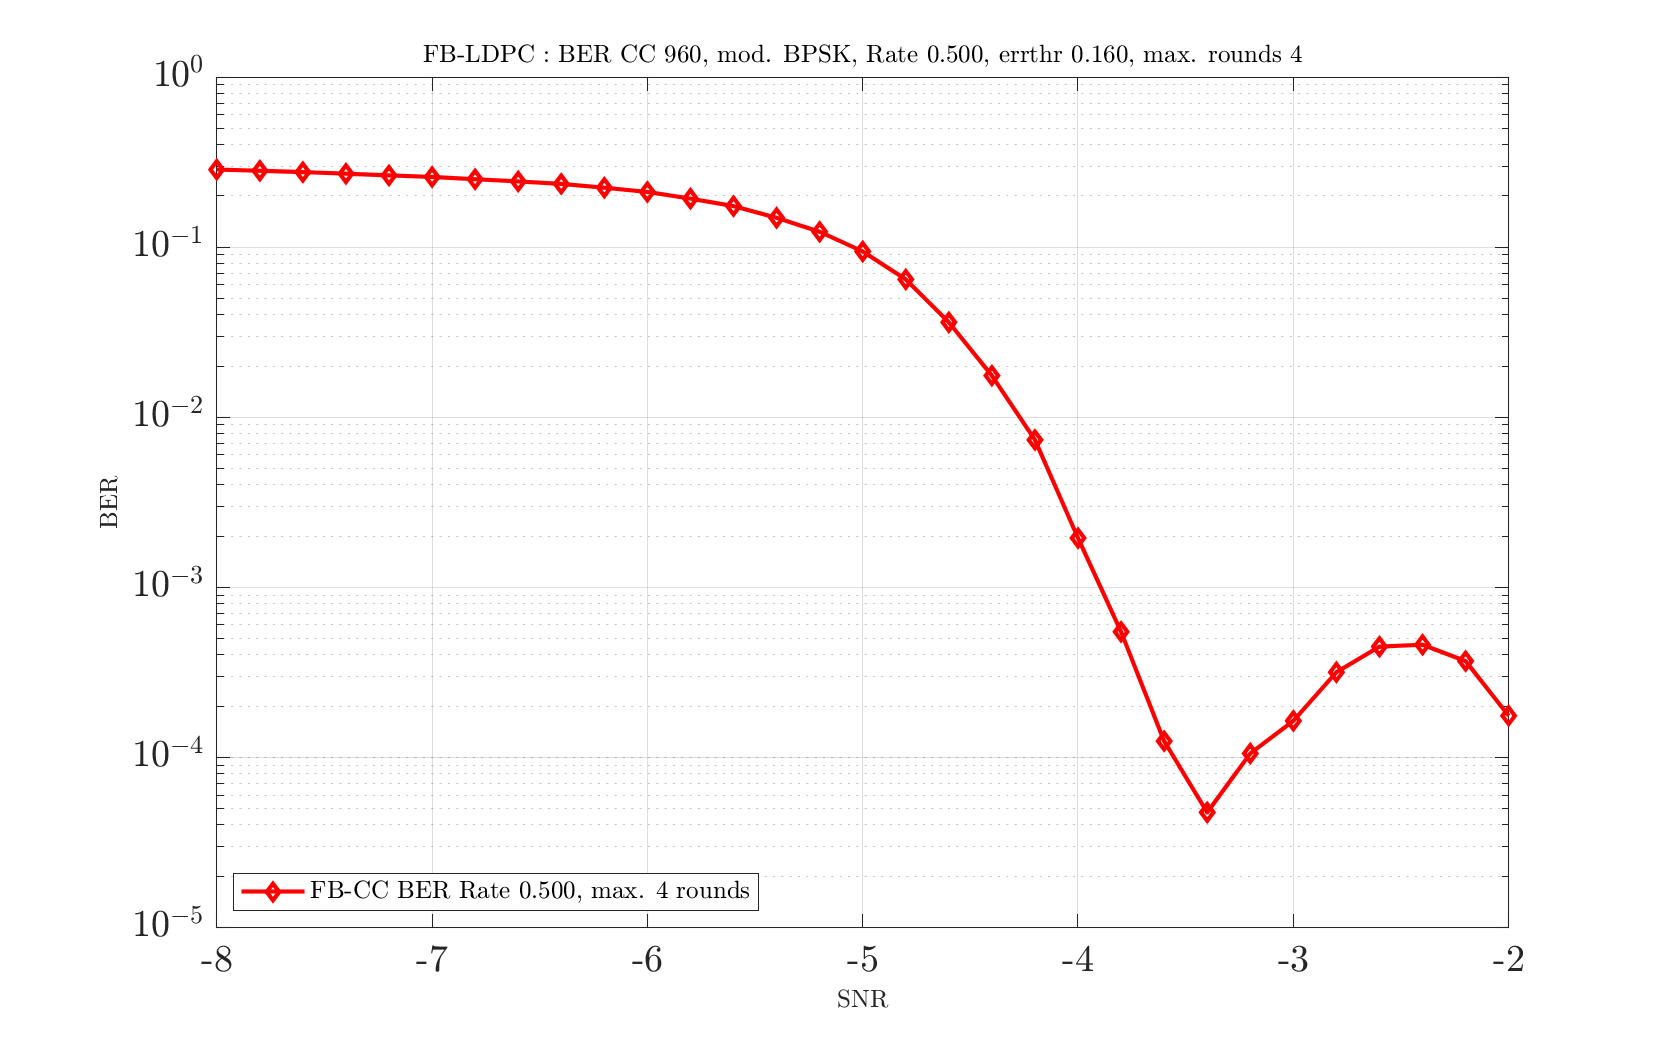 FB-LDPC : BER CC 960, mod. BPSK, Rate 0.500, errthr 0.160, max. rounds 4
10^0
10^-1
10^-2
10^-3
10^-4
10^-5
BER
FB-CC BER Rate 0.500, max. 4 rounds
-8 -7 -6 -5 -4 -3 -2
SNR